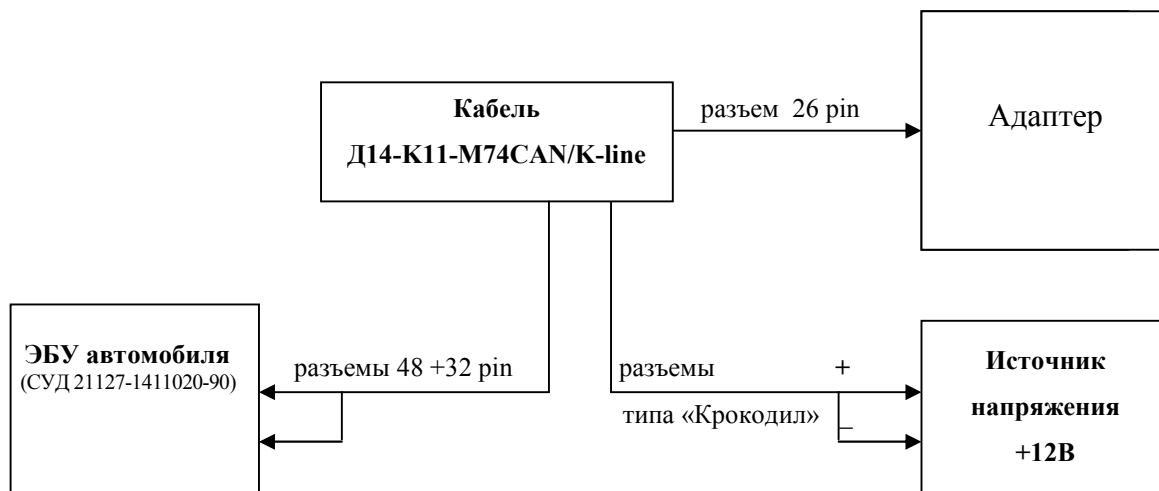 Кабель
Д14-К11-М74CAN/K-line
разъем 26 pin
Адаптер
ЭБУ автомобиля
(СУД 21127-1411020-90)
разъемы 48 +32 pin
разъемы +
типа «Крокодил» –
Источник
напряжения
+12В